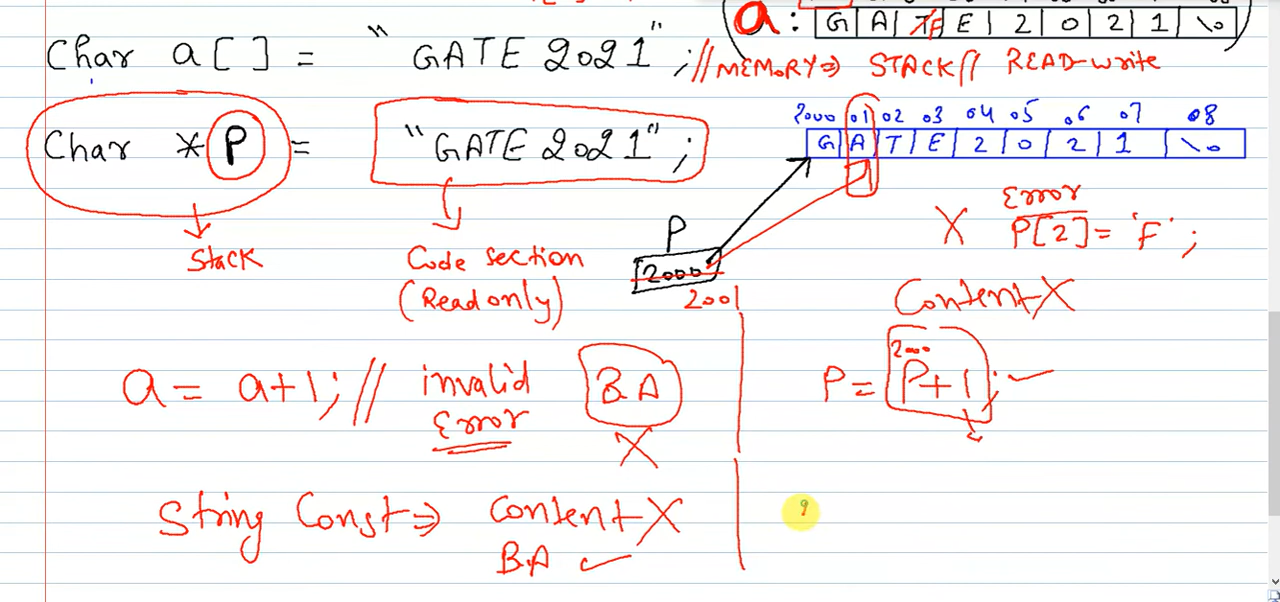 a : G A T F E 2 0 2 1 \0
Char a[ ] = "GATE 2021"; // MEMORY ⇒ STACK // READ-Write
2000 01 02 03 04 05 06 07 08
Char *P = "GATE 2021"; G A T E 2 0 2 1 \0
Stack
Code section
(Read only)
P
2000
2001
Error
X P[2] = 'F';
Content X
a = a+1; // invalid BA
Error X
2000
P = P+1; ✓
String Const ⇒ Content X
BA ✓